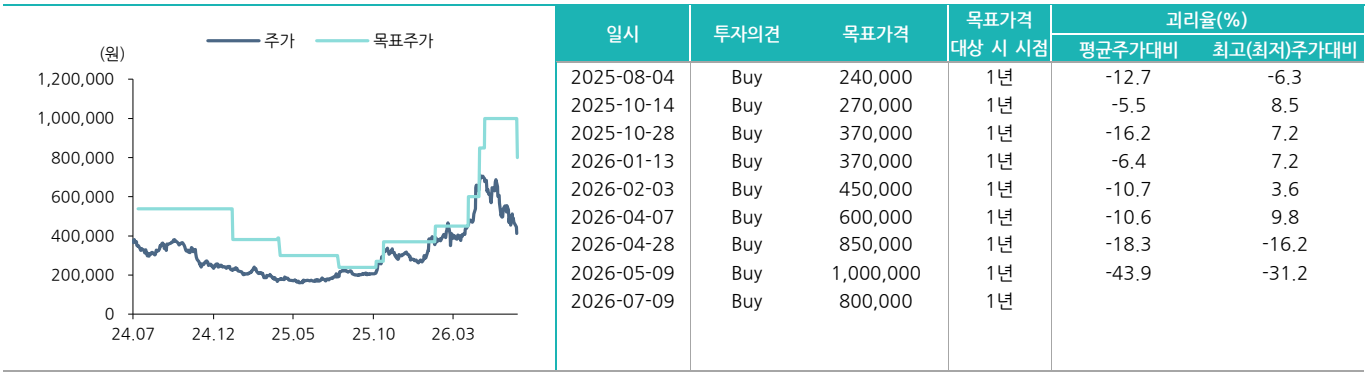 주가 목표주가
(원)
1,200,000
1,000,000
800,000
600,000
400,000
200,000
0
24.07 24.12 25.05 25.10 26.03
일시 투자의견 목표가격 목표가격 대상 시 시점 괴리율(%)
평균주가대비 최고(최저)주가대비
2025-08-04 Buy 240,000 1년 -12.7 -6.3
2025-10-14 Buy 270,000 1년 -5.5 8.5
2025-10-28 Buy 370,000 1년 -16.2 7.2
2026-01-13 Buy 370,000 1년 -6.4 7.2
2026-02-03 Buy 450,000 1년 -10.7 3.6
2026-04-07 Buy 600,000 1년 -10.6 9.8
2026-04-28 Buy 850,000 1년 -18.3 -16.2
2026-05-09 Buy 1,000,000 1년 -43.9 -31.2
2026-07-09 Buy 800,000 1년